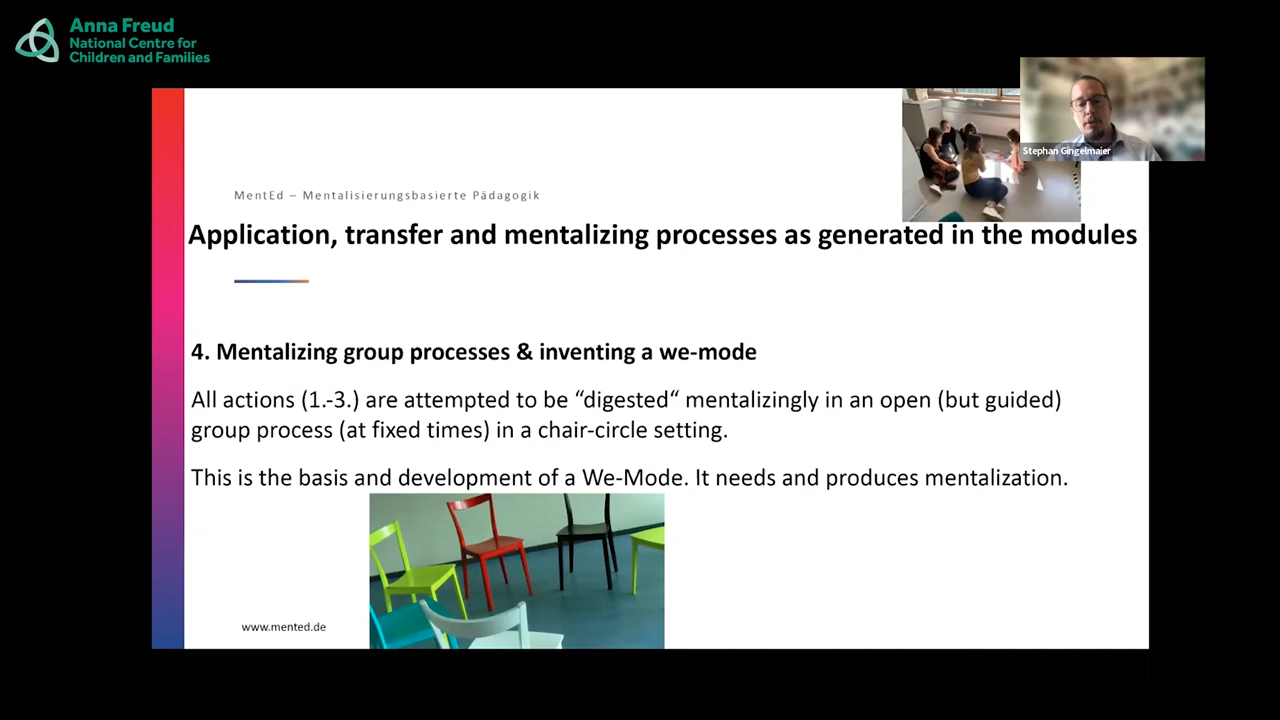 Anna Freud
National Centre for
Children and Families
Stephan Gingelmaier
MentEd – Mentalisierungsbasierte Pädagogik
Application, transfer and mentalizing processes as generated in the modules
4. Mentalizing group processes & inventing a we-mode
All actions (1.-3.) are attempted to be “digested“ mentalizingly in an open (but guided)
group process (at fixed times) in a chair-circle setting.
This is the basis and development of a We-Mode. It needs and produces mentalization.
www.mented.de